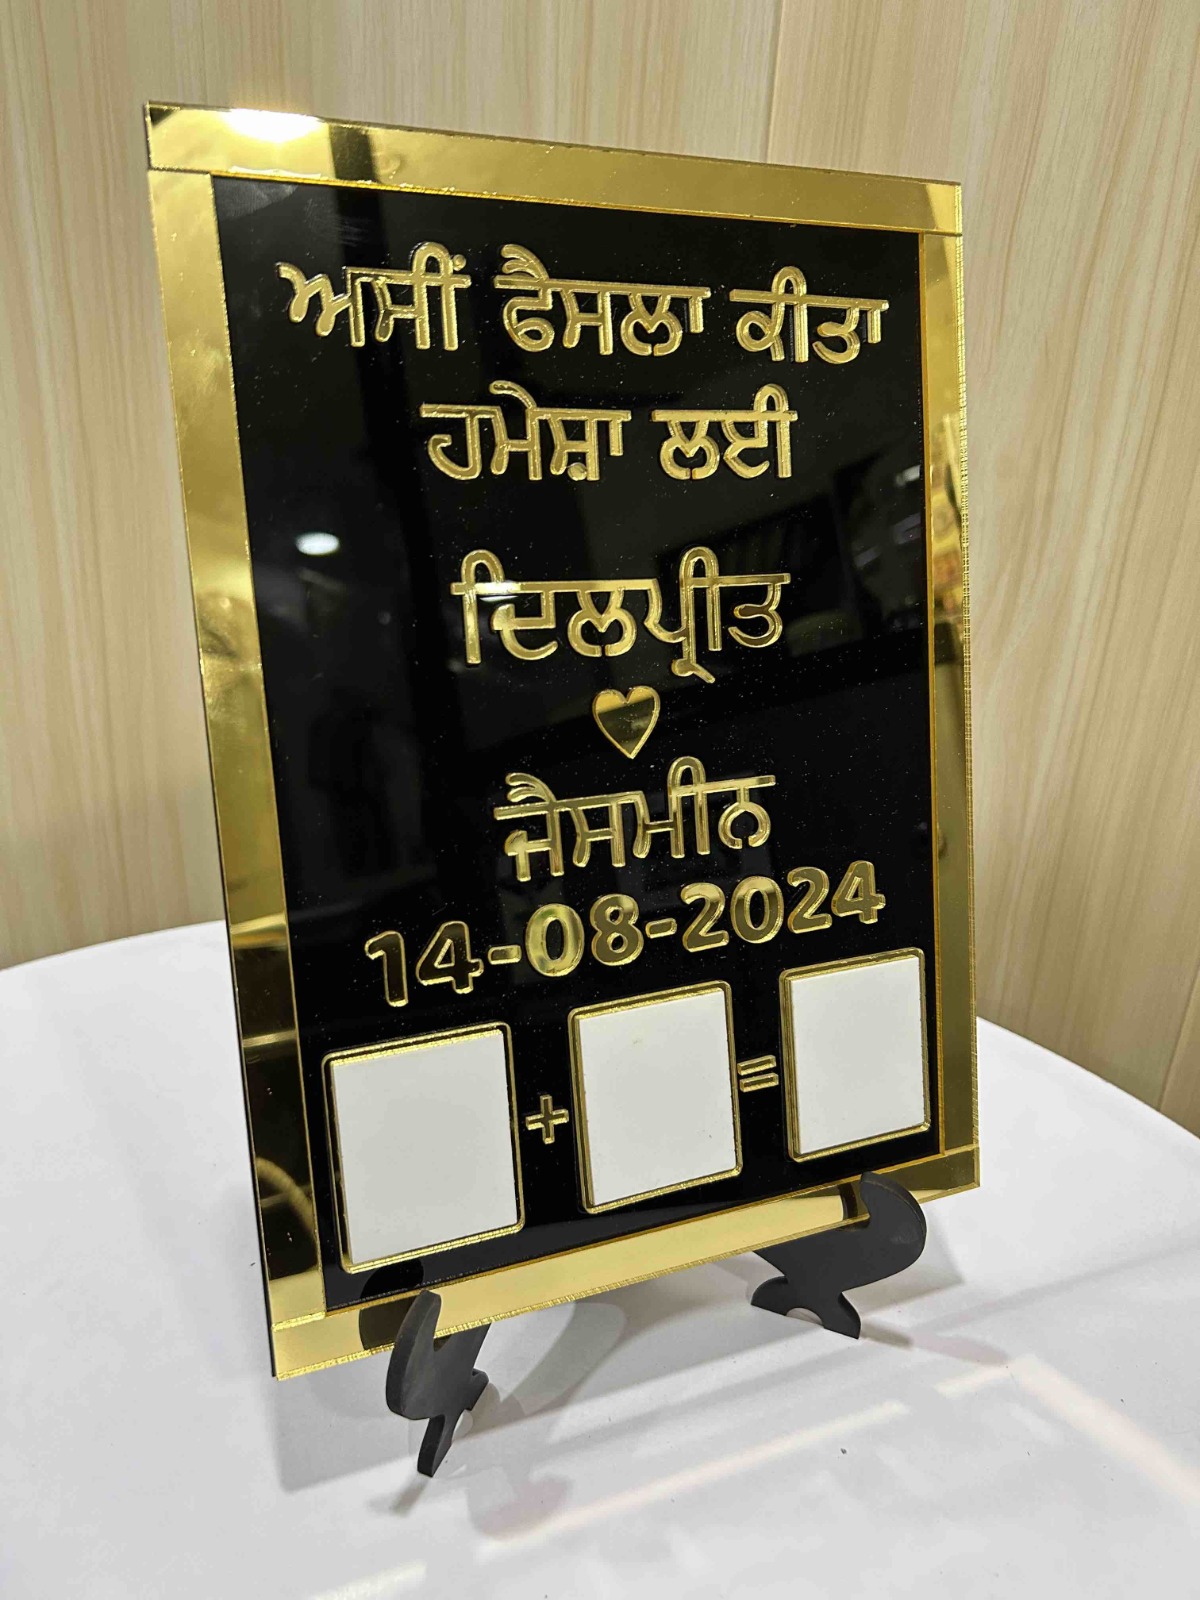 ਅਸੀਂ ਫੈਸਲਾ ਕੀਤਾ
ਹਮੇਸ਼ਾ ਲਈ
ਦਿਲਪ੍ਰੀਤ
♥
ਜੈਸਮੀਨ
14-08-2024
+ =